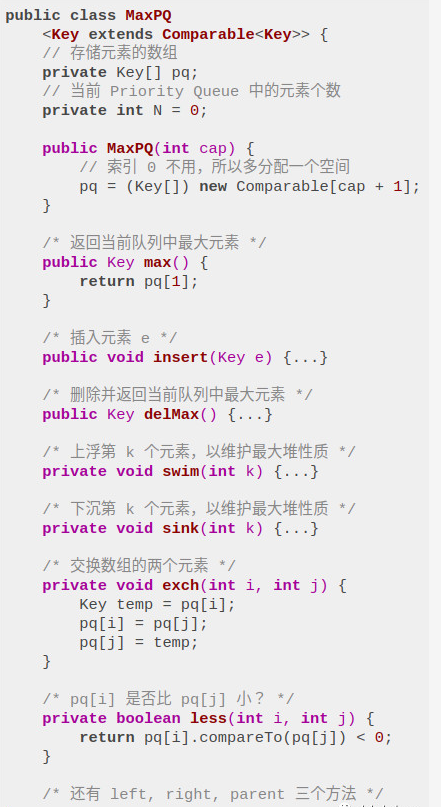 public class MaxPQ
<Key extends Comparable<Key>> {
// 存储元素的数组
private Key[] pq;
// 当前 Priority Queue 中的元素个数
private int N = 0;
public MaxPQ(int cap) {
// 索引 0 不用，所以多分配一个空间
pq = (Key[]) new Comparable[cap + 1];
}
/* 返回当前队列中最大元素 */
public Key max() {
return pq[1];
}
/* 插入元素 e */
public void insert(Key e) {...}
/* 删除并返回当前队列中最大元素 */
public Key delMax() {...}
/* 上浮第 k 个元素，以维护最大堆性质 */
private void swim(int k) {...}
/* 下沉第 k 个元素，以维护最大堆性质 */
private void sink(int k) {...}
/* 交换数组的两个元素 */
private void exch(int i, int j) {
Key temp = pq[i];
pq[i] = pq[j];
pq[j] = temp;
}
/* pq[i] 是否比 pq[j] 小？ */
private boolean less(int i, int j) {
return pq[i].compareTo(pq[j]) < 0;
}
/* 还有 left, right, parent 三个方法 */